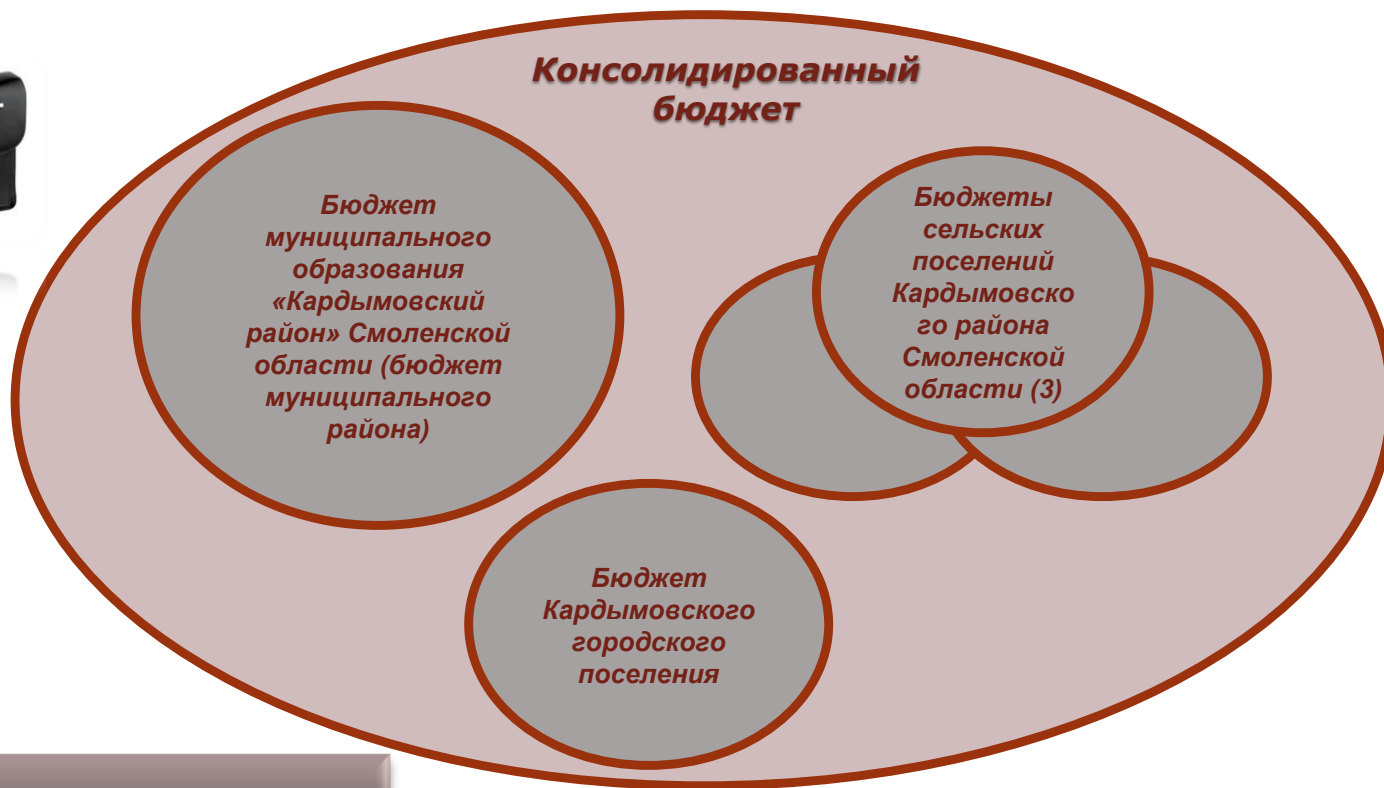 Консолидированный
бюджет
Бюджет
муниципального
образования
«Кардымовский
район» Смоленской
области (бюджет
муниципального
района)
Бюджеты
сельских
поселений
Кардымовско
го района
Смоленской
области (3)
Бюджет
Кардымовского
городского
поселения